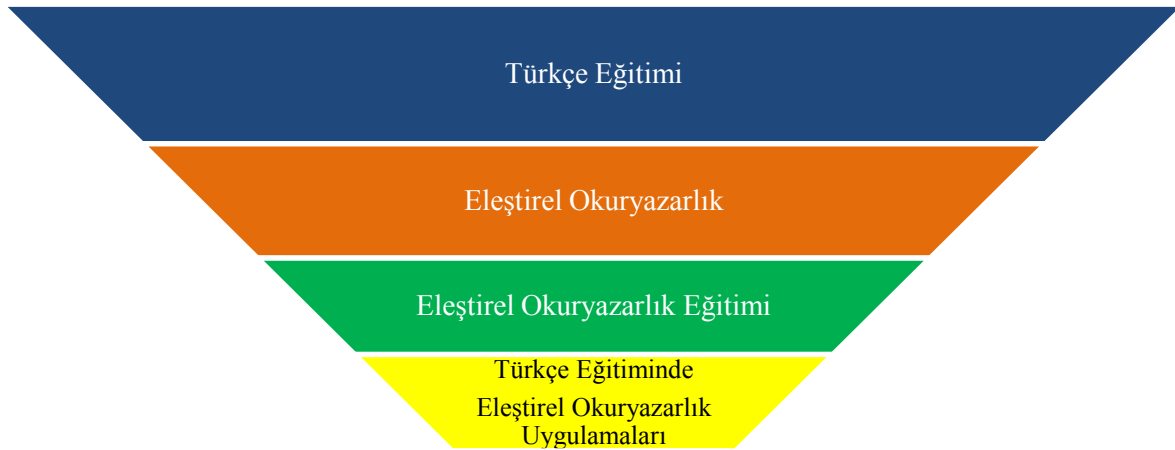 Türkçe Eğitimi
Eleştirel Okuryazarlık
Eleştirel Okuryazarlık Eğitimi
Türkçe Eğitiminde
Eleştirel Okuryazarlık
Uygulamaları